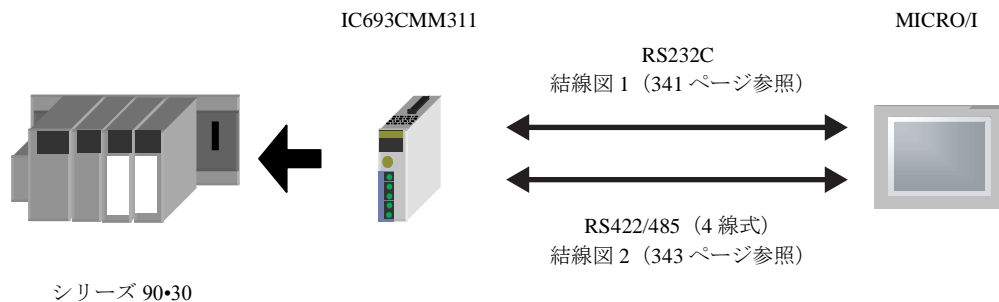 IC693CMM311
MICRO/I
RS232C
結線図 1（341 ページ参照）
RS422/485（4 線式）
結線図 2（343 ページ参照）
シリーズ 90•30